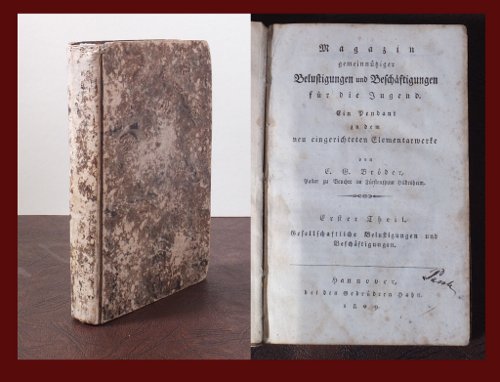 Magazin
gemeinnütziger
Belustigungen und Beschäftigungen
für die Jugend.
Ein Pendant
zu dem
neu eingerichteten Elementarwerke
von
C. G. Bröder,
Pastor zu Beuchte im Fürstenthum Hildesheim.
Erster Theil.
Gesellschaftliche Belustigungen und
Beschäftigungen.
Hannover,
bei den Gebrüdern Hahn.